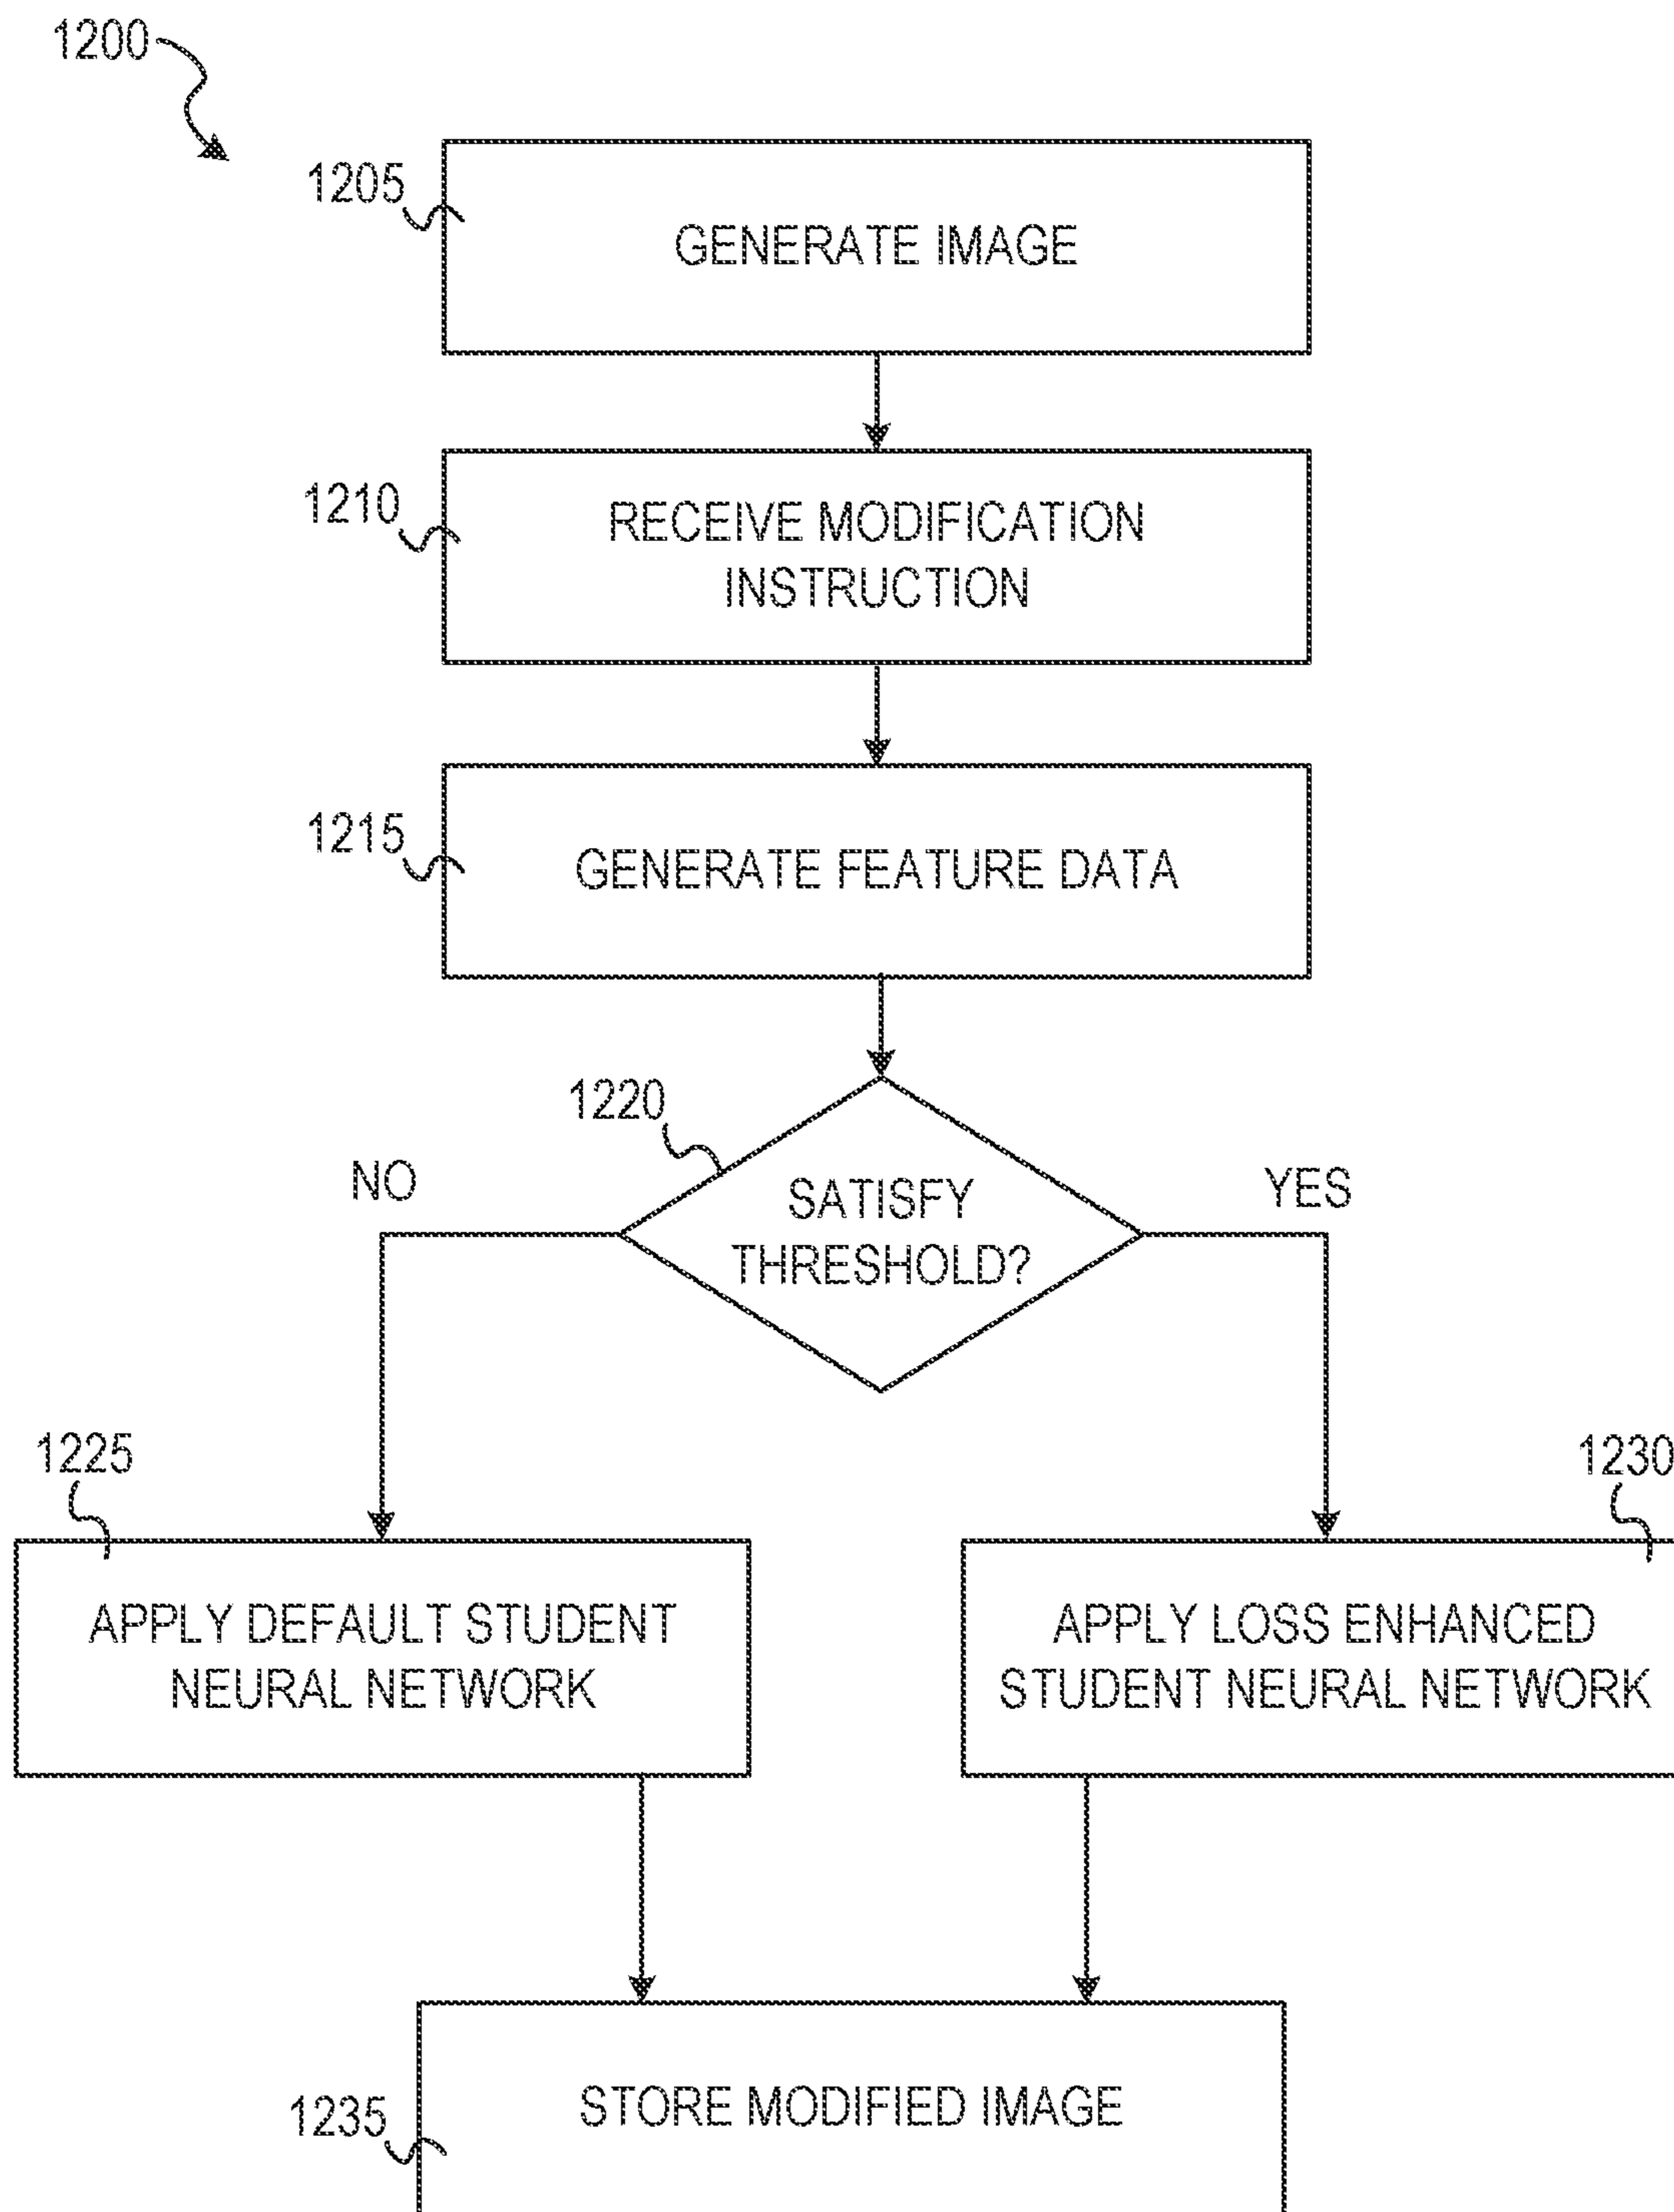 1200
1205
GENERATE IMAGE
1210
RECEIVE MODIFICATION
INSTRUCTION
1215
GENERATE FEATURE DATA
1220
NO
YES
SATISFY
THRESHOLD?
1225
1230
APPLY DEFAULT STUDENT
NEURAL NETWORK
APPLY LOSS ENHANCED
STUDENT NEURAL NETWORK
1235
STORE MODIFIED IMAGE